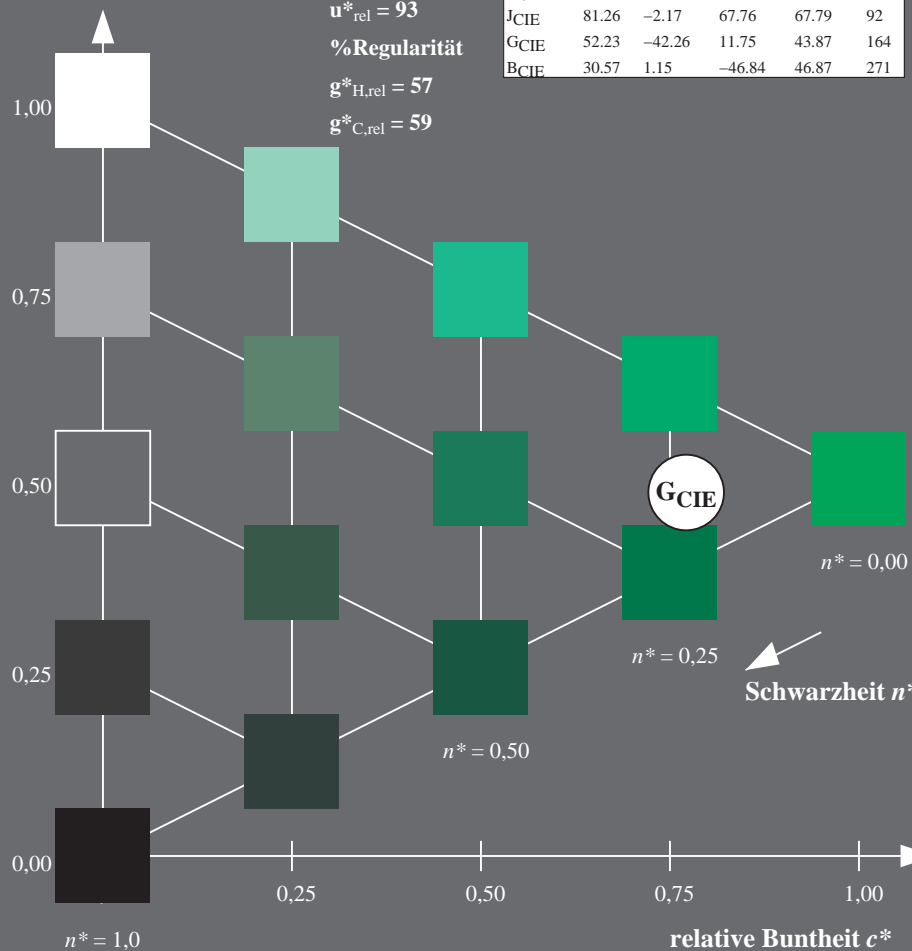 u*rel = 93
%Regularität
g*H,rel = 57
g*C,rel = 59
JCIE 81.26 −2.17 67.76 67.79 92
GCIE 52.23 −42.26 11.75 43.87 164
BCIE 30.57 1.15 −46.84 46.87 271
1,00
0,75
0,50
GCIE
n* = 0,00
n* = 0,25
0,25
Schwarzheit n*
n* = 0,50
0,00
0,25 0,50 0,75 1,00
n* = 1,0
relative Buntheit c*